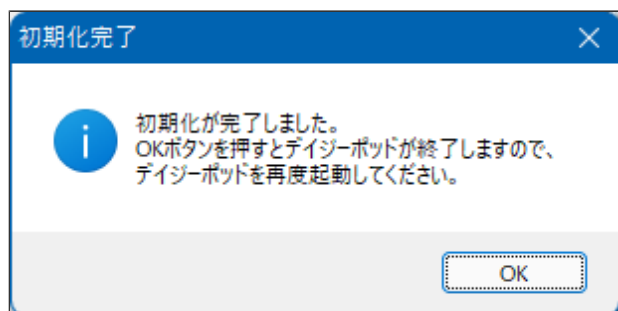 初期化完了
初期化が完了しました。
OKボタンを押すとデイジーポッドが終了しますので、
デイジーポッドを再度起動してください。
OK